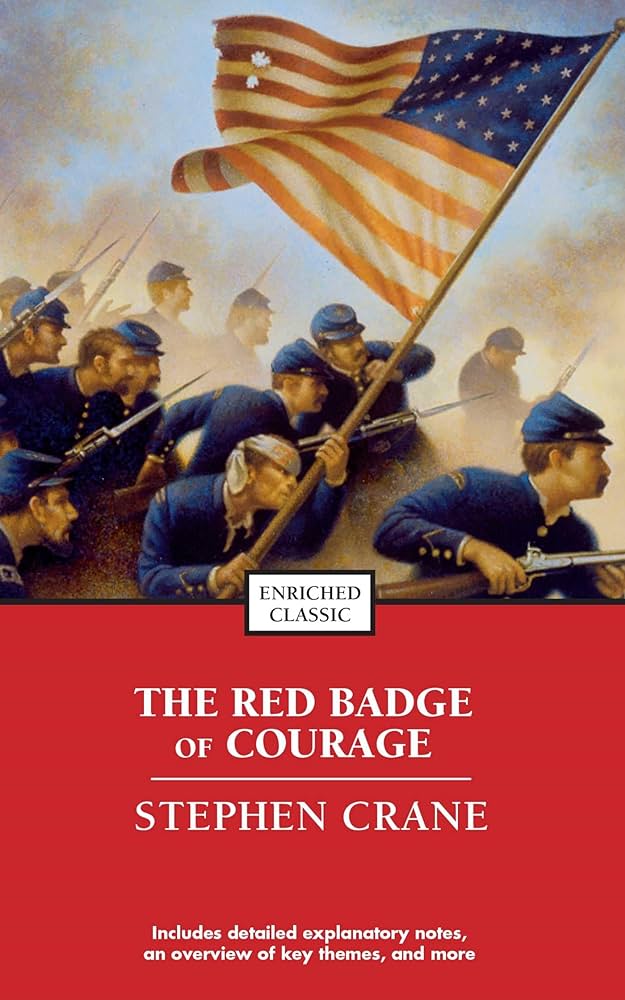 ENRICHED
CLASSIC
THE RED BADGE
OF COURAGE
STEPHEN CRANE
Includes detailed explanatory notes,
an overview of key themes, and more